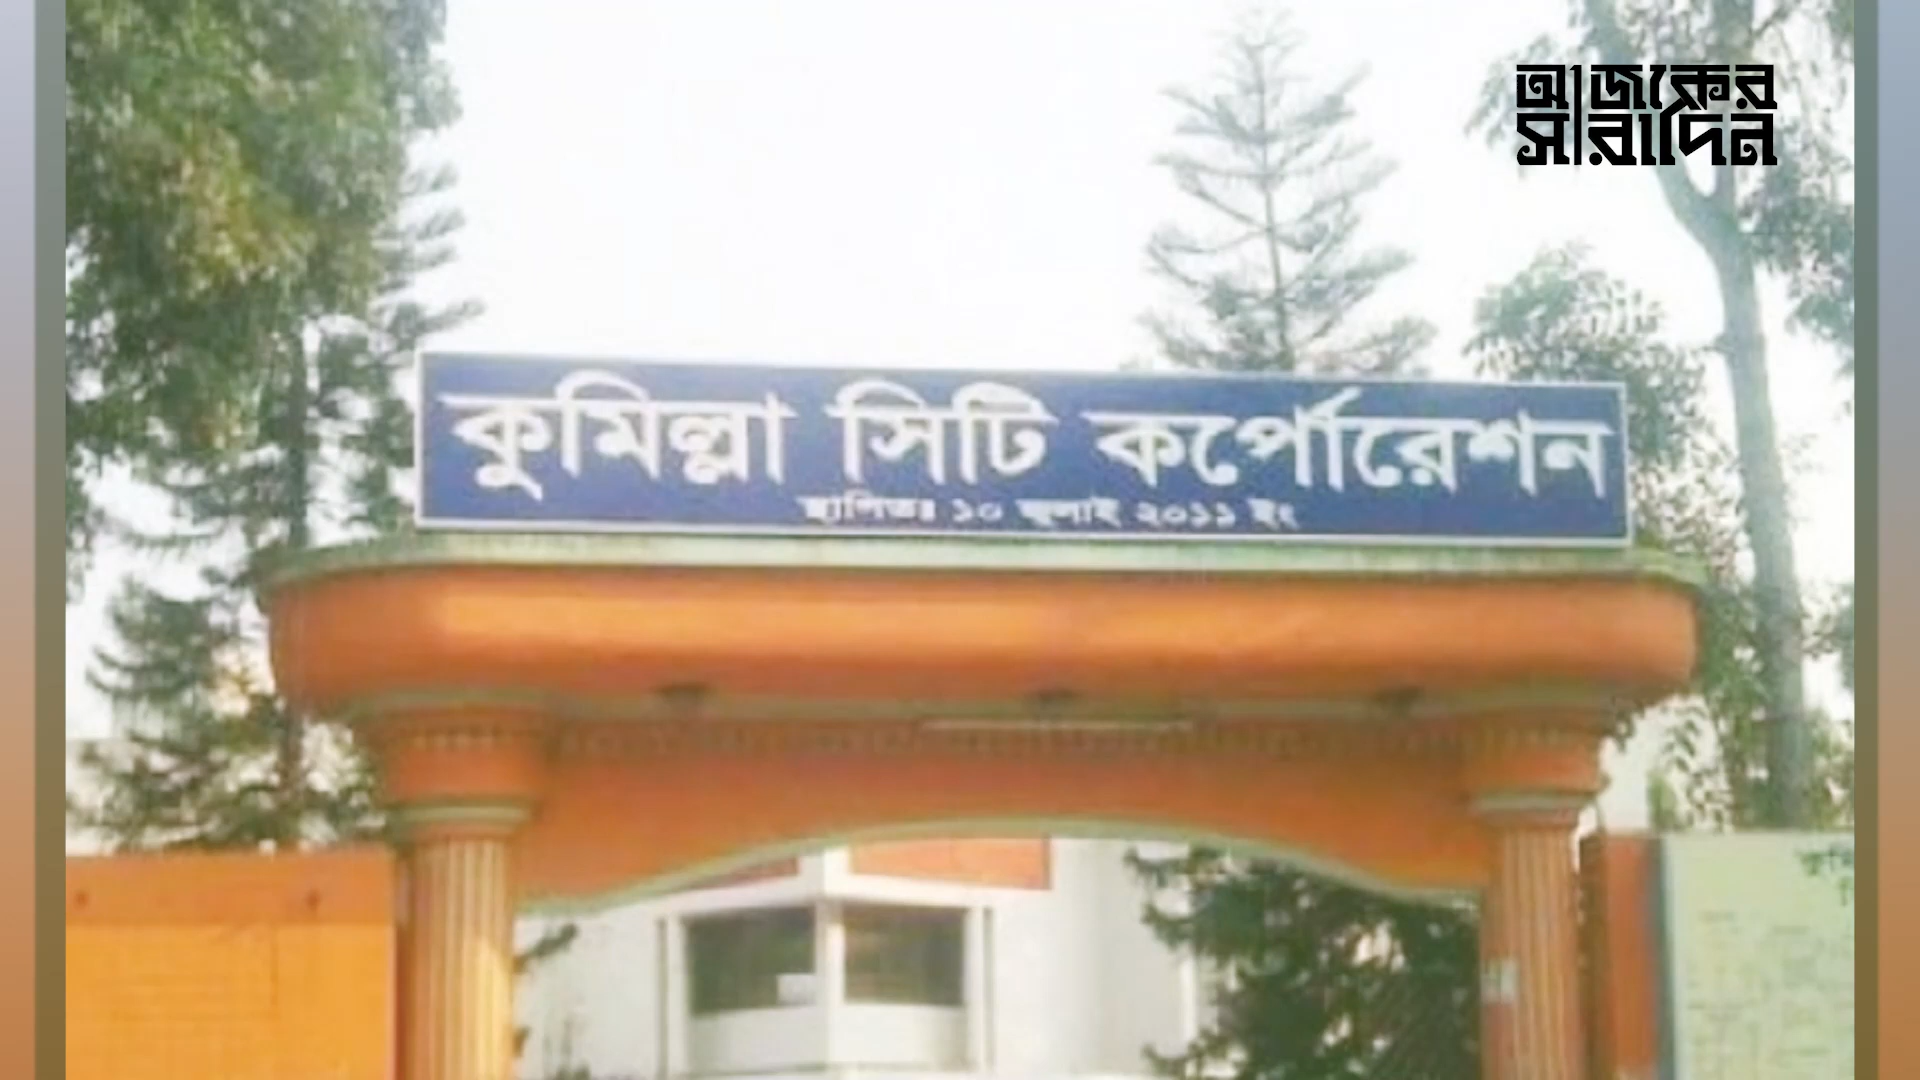 আজকের
সারাদিন
কুমিল্লা সিটি কর্পোরেশন
স্থাপিতঃ ১০ জুলাই ২০১১ ইং